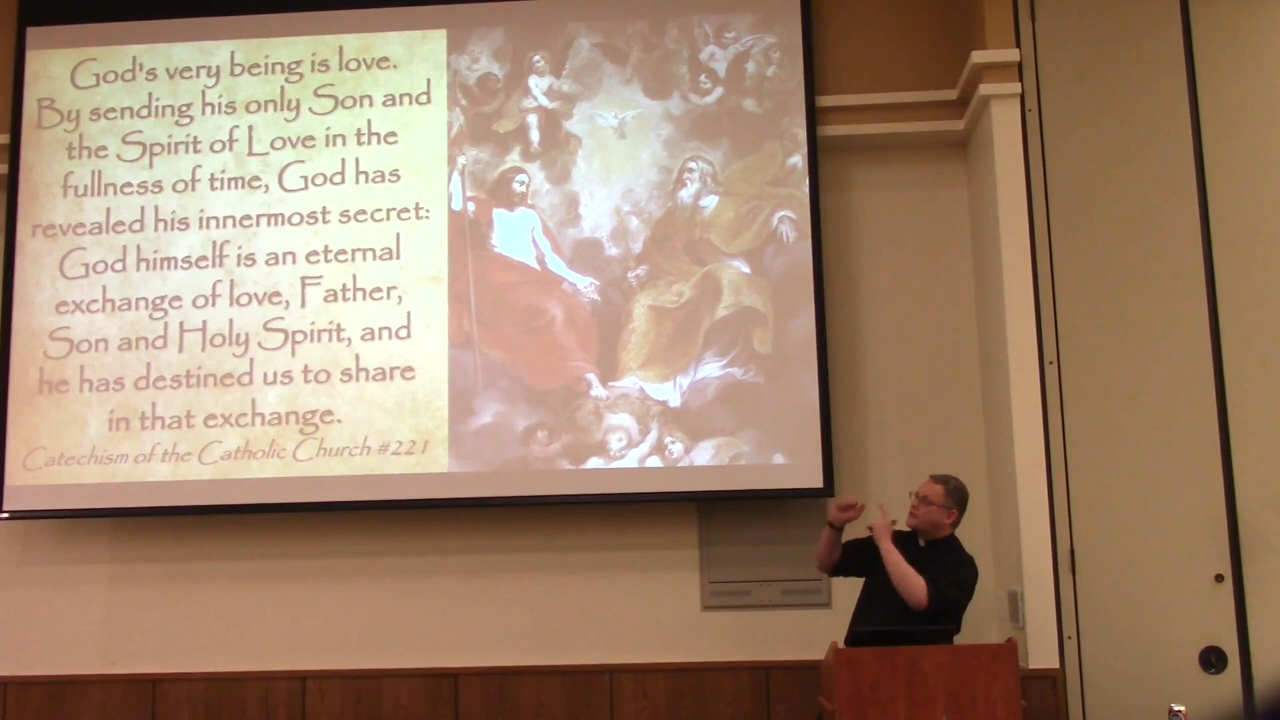 God's very being is love.
By sending his only Son and
the Spirit of Love in the
fullness of time, God has
revealed his innermost secret:
God himself is an eternal
exchange of love, Father,
Son and Holy Spirit, and
he has destined us to share
in that exchange.
Catechism of the Catholic Church #221